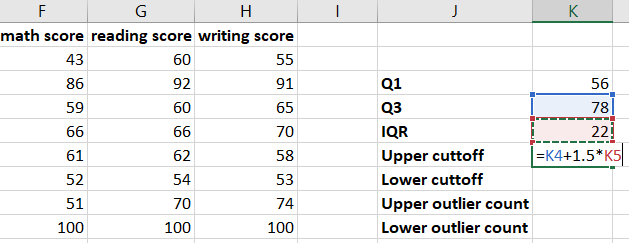 F G H I J K
math score reading score writing score
43 60 55
86 92 91 Q1 56
59 60 65 Q3 78
66 66 70 IQR 22
61 62 58 Upper cuttoff =K4+1.5*K5
52 54 53 Lower cuttoff
51 70 74 Upper outlier count
100 100 100 Lower outlier count